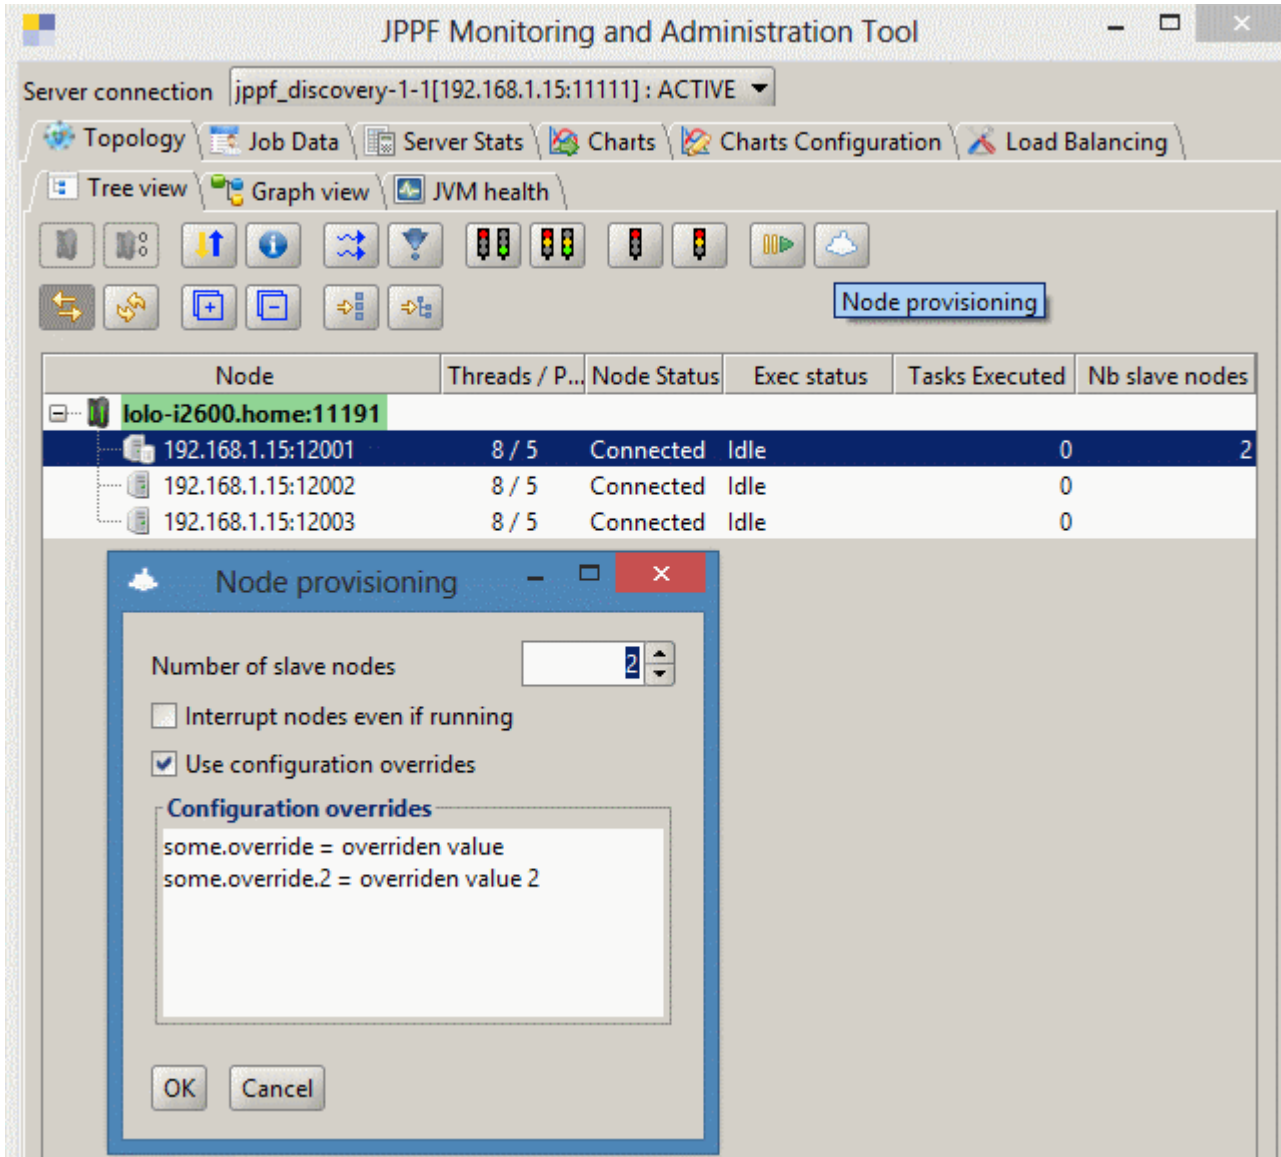 JPPF Monitoring and Administration Tool
Server connection jppf_discovery-1-1[192.168.1.15:11111] : ACTIVE
Topology Job Data Server Stats Charts Charts Configuration Load Balancing
Tree view Graph view JVM health
Node provisioning
Node Threads / P... Node Status Exec status Tasks Executed Nb slave nodes
lolo-i2600.home:11191
192.168.1.15:12001 8 / 5 Connected Idle 0 2
192.168.1.15:12002 8 / 5 Connected Idle 0
192.168.1.15:12003 8 / 5 Connected Idle 0
Node provisioning
Number of slave nodes 2
Interrupt nodes even if running
Use configuration overrides
Configuration overrides
some.override = overriden value
some.override.2 = overriden value 2
OK Cancel